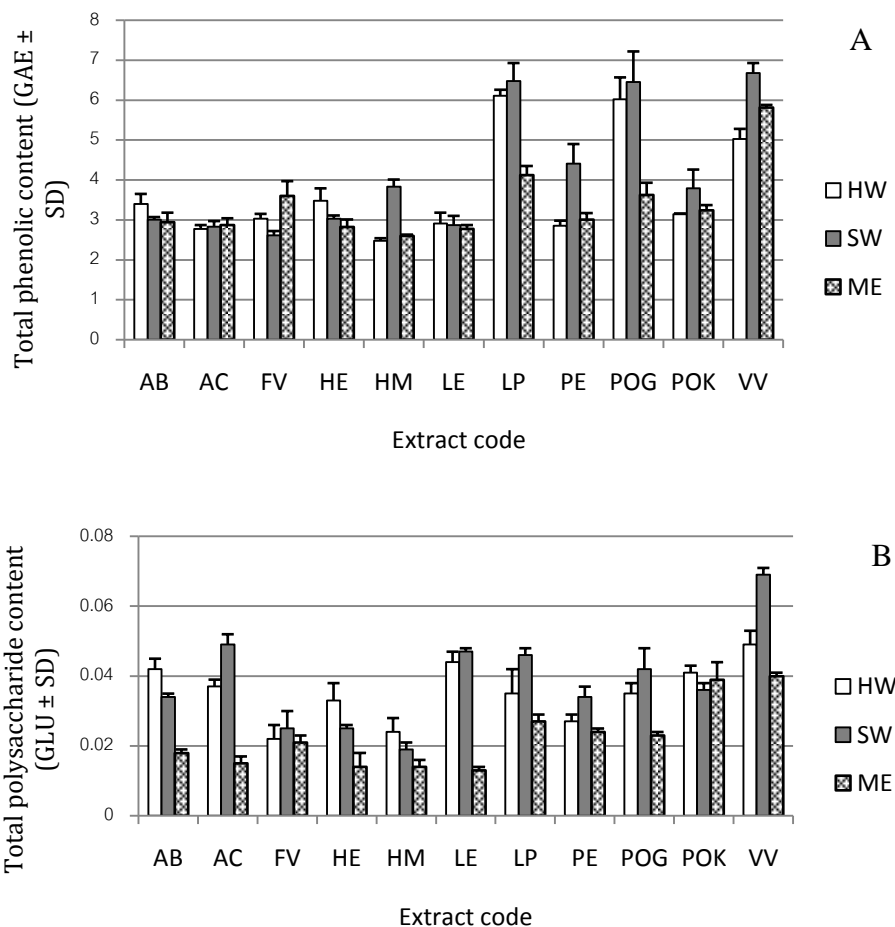 Total phenolic content (GAE ±
SD)
8
7
6
5
4
3
2
1
0
AB AC FV HE HM LE LP PE POG POK VV
Extract code
A
HW
SW
ME
Total polysaccharide content
(GLU ± SD)
0.08
0.06
0.04
0.02
0
AB AC FV HE HM LE LP PE POG POK VV
Extract code
B
HW
SW
ME